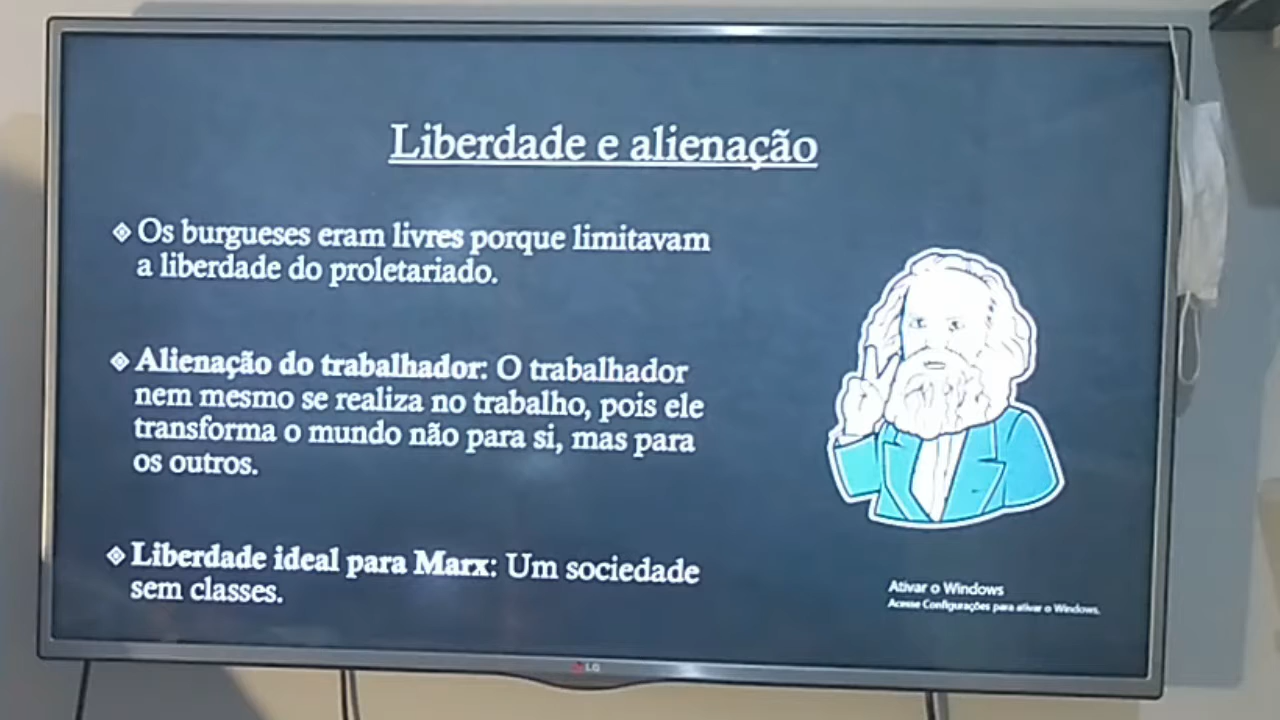 Liberdade e alienação
Os burgueses eram livres porque limitavam
a liberdade do proletariado.
Alienação do trabalhador: O trabalhador
nem mesmo se realiza no trabalho, pois ele
transforma o mundo não para si, mas para
os outros.
Liberdade ideal para Marx: Um sociedade
sem classes.
Ativar o Windows
Acesse Configurações para ativar o Windows.
LG